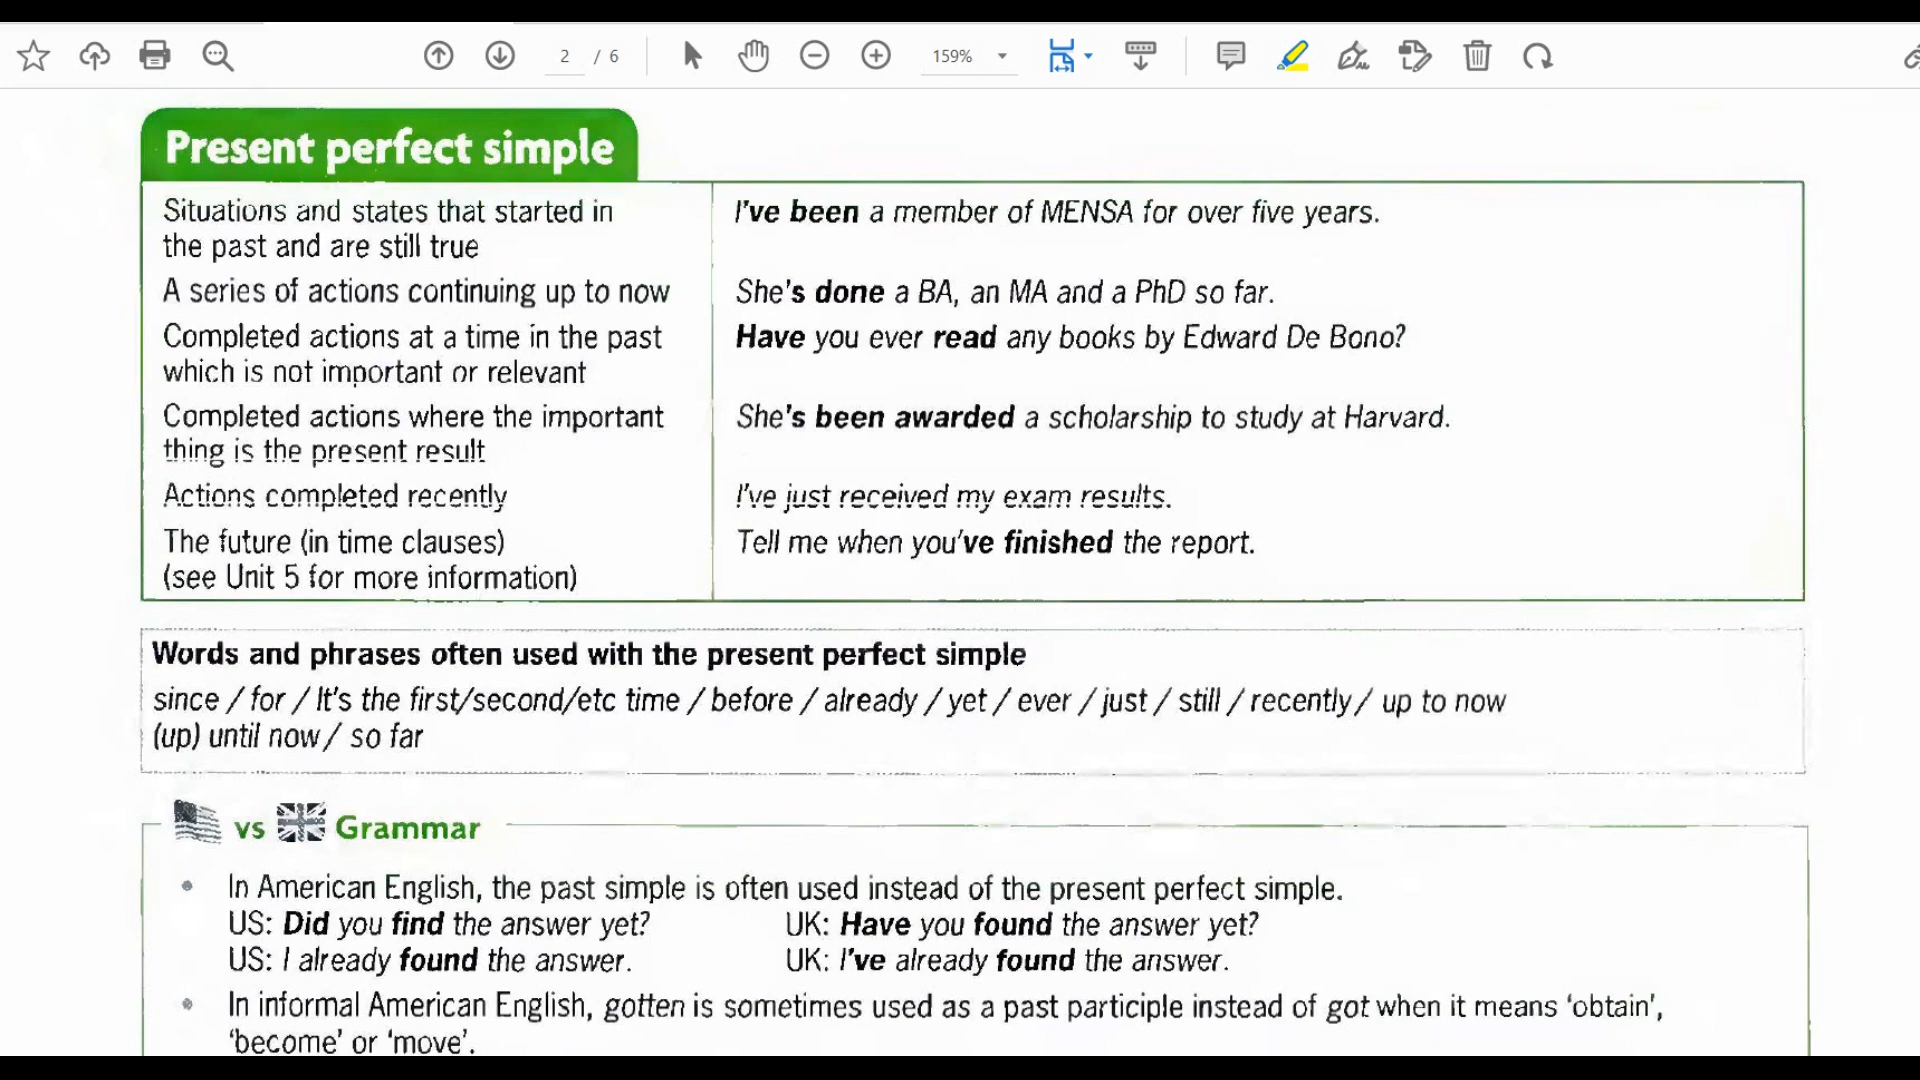 2 / 6
159%
Present perfect simple
Situations and states that started in
the past and are still true
I've been a member of MENSA for over five years.
A series of actions continuing up to now
She's done a BA, an MA and a PhD so far.
Completed actions at a time in the past
which is not important or relevant
Have you ever read any books by Edward De Bono?
Completed actions where the important
thing is the present result
She's been awarded a scholarship to study at Harvard.
Actions completed recently
I've just received my exam results.
The future (in time clauses)
(see Unit 5 for more information)
Tell me when you've finished the report.
Words and phrases often used with the present perfect simple
since / for / It's the first/second/etc time / before / already / yet / ever / just / still / recently / up to now
(up) until now / so far
vs Grammar
• In American English, the past simple is often used instead of the present perfect simple.
US: Did you find the answer yet? UK: Have you found the answer yet?
US: I already found the answer. UK: I've already found the answer.
• In informal American English, gotten is sometimes used as a past participle instead of got when it means 'obtain',
'become' or 'move'.